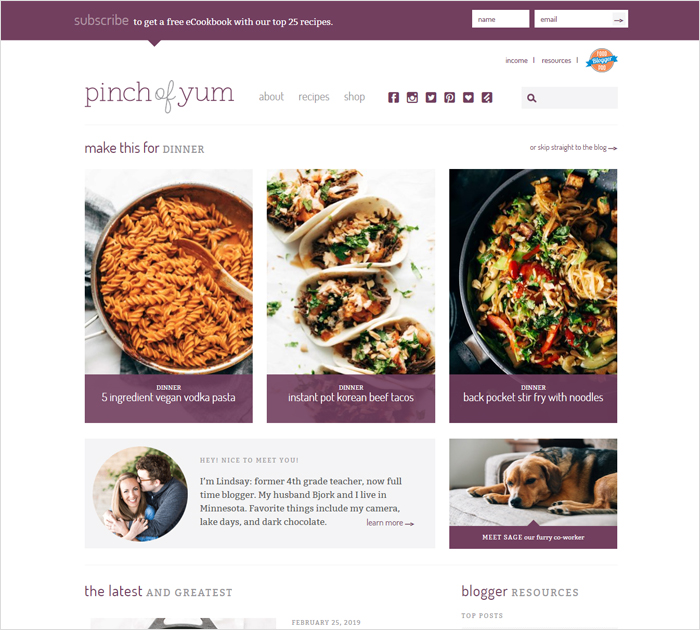 subscribe to get a free eCookbook with our top 25 recipes.
name
email
income
resources
FOOD Blogger PRO
pinch of yum
about recipes shop
make this for DINNER
or skip straight to the blog
DINNER
5 ingredient vegan vodka pasta
DINNER
instant pot korean beef tacos
DINNER
back pocket stir fry with noodles
HEY! NICE TO MEET YOU!
I'm Lindsay: former 4th grade teacher, now full
time blogger. My husband Bjork and I live in
Minnesota. Favorite things include my camera,
lake days, and dark chocolate.
learn more
MEET SAGE our furry co-worker
the latest AND GREATEST
blogger RESOURCES
FEBRUARY 25, 2019
TOP POSTS